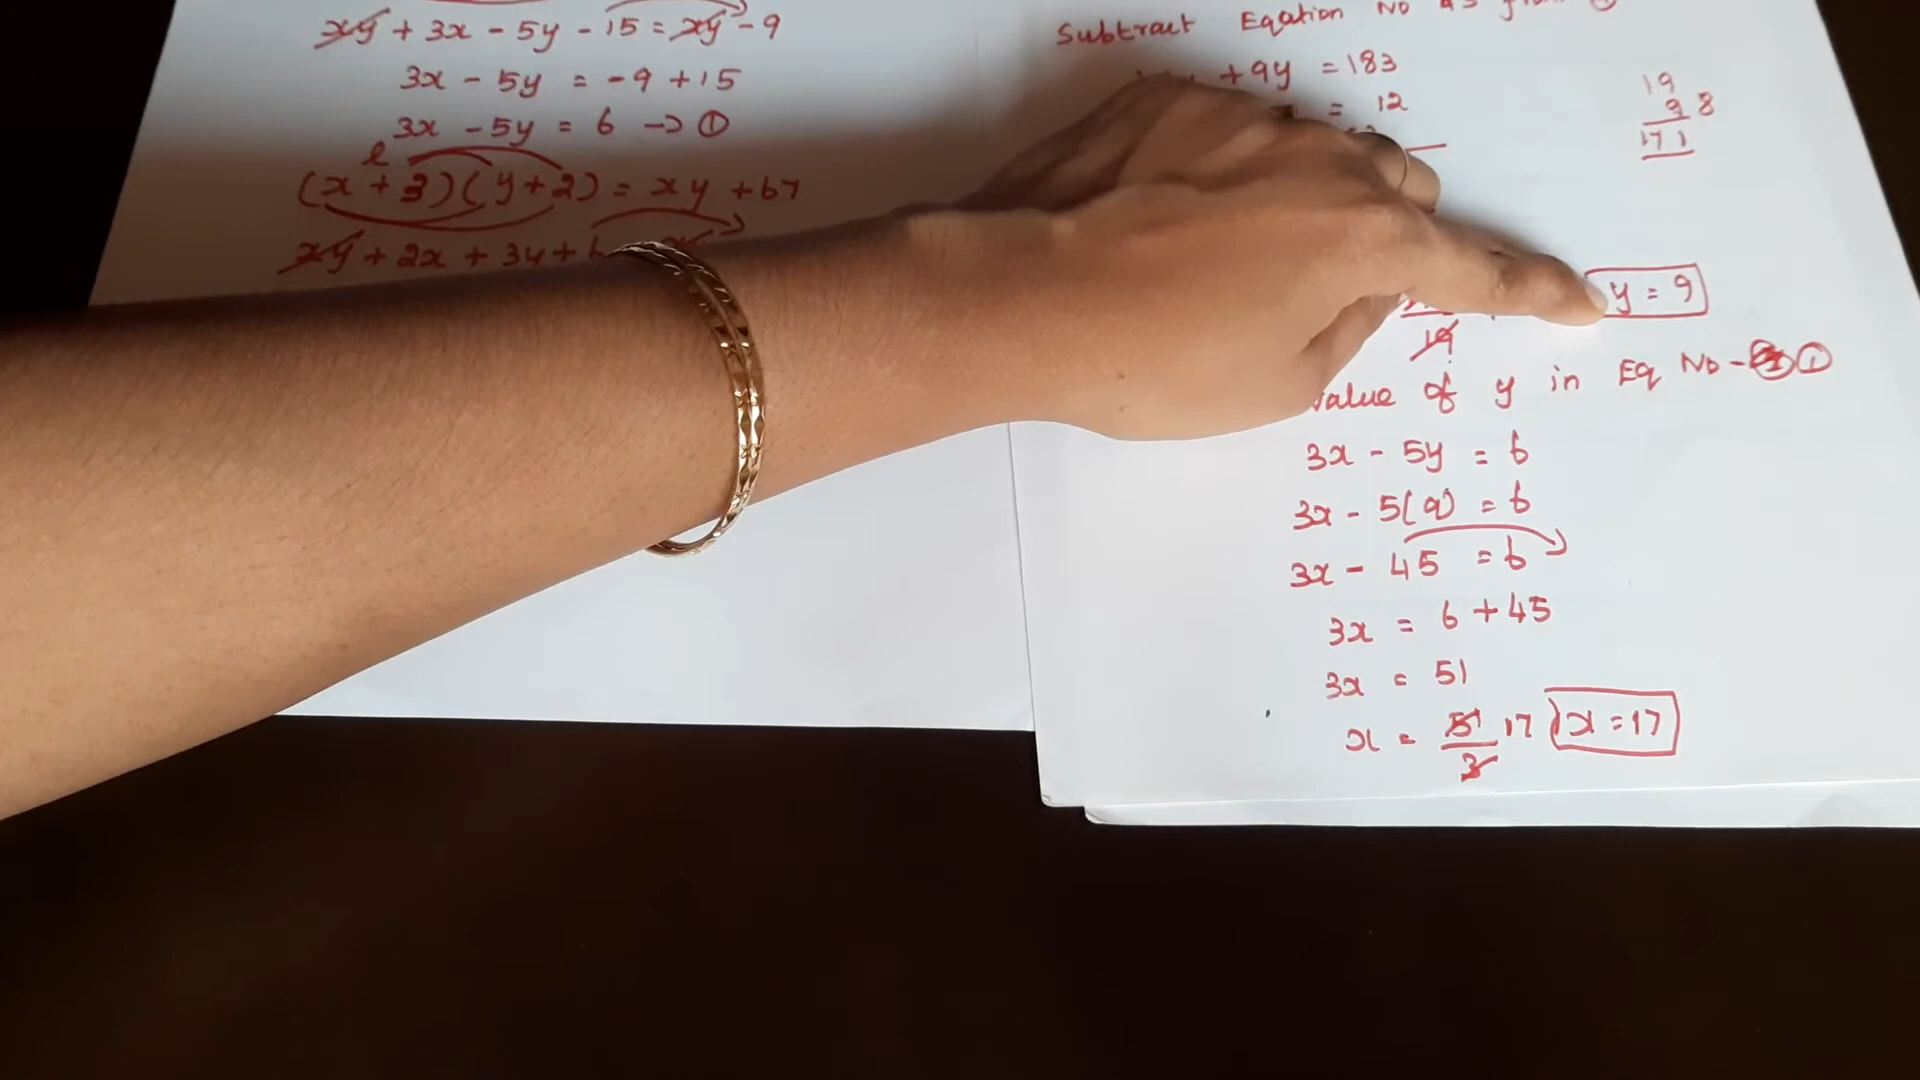 xy + 3x - 5y - 15 = xy - 9
3x - 5y = -9 + 15
3x - 5y = 6 -> ①
(x + 3)(y + 2) = xy + 67
xy + 2x + 3y + 6
Subtract Eqation No
+ 9y = 183
= 12
19
9 8
171
y = 9
19
value of y in Eq No - ①
3x - 5y = 6
3x - 5(9) = 6
3x - 45 = 6
3x = 6 + 45
3x = 51
x = 51/3 17 x = 17